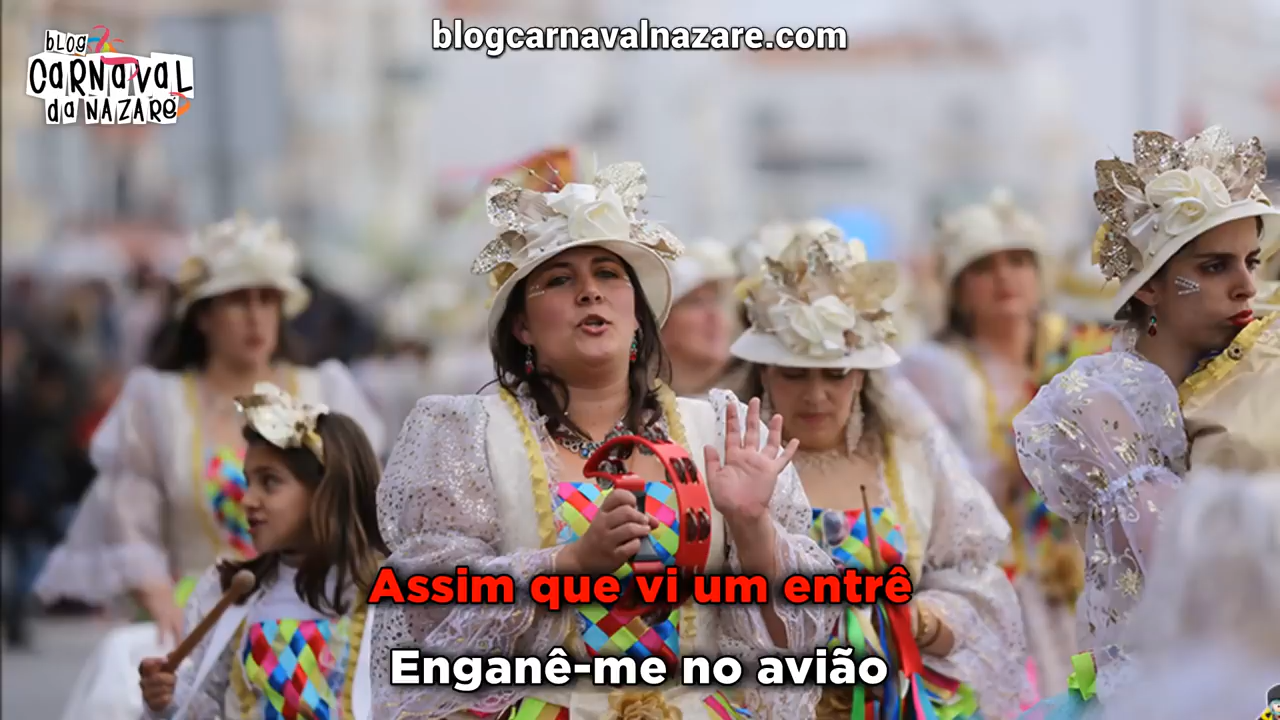 blogcarnavalnazare.com
BLOG
CARNAVAL
da NAZARÉ
Assim que vi um entrê
Enganê-me no avião